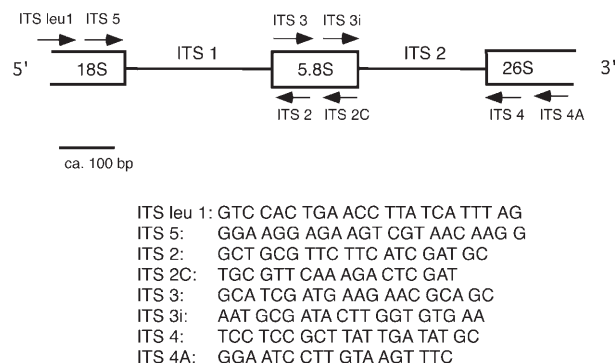 ITS leu1 ITS 5 ITS 3 ITS 3i
5' 18S ITS 1 5.8S ITS 2 26S 3'
ITS 2 ITS 2C ITS 4 ITS 4A
ca. 100 bp
ITS leu 1: GTC CAC TGA ACC TTA TCA TTT AG
ITS 5: GGA AGG AGA AGT CGT AAC AAG G
ITS 2: GCT GCG TTC TTC ATC GAT GC
ITS 2C: TGC GTT CAA AGA CTC GAT
ITS 3: GCA TCG ATG AAG AAC GCA GC
ITS 3i: AAT GCG ATA CTT GGT GTG AA
ITS 4: TCC TCC GCT TAT TGA TAT GC
ITS 4A: GGA ATC CTT GTA AGT TTC